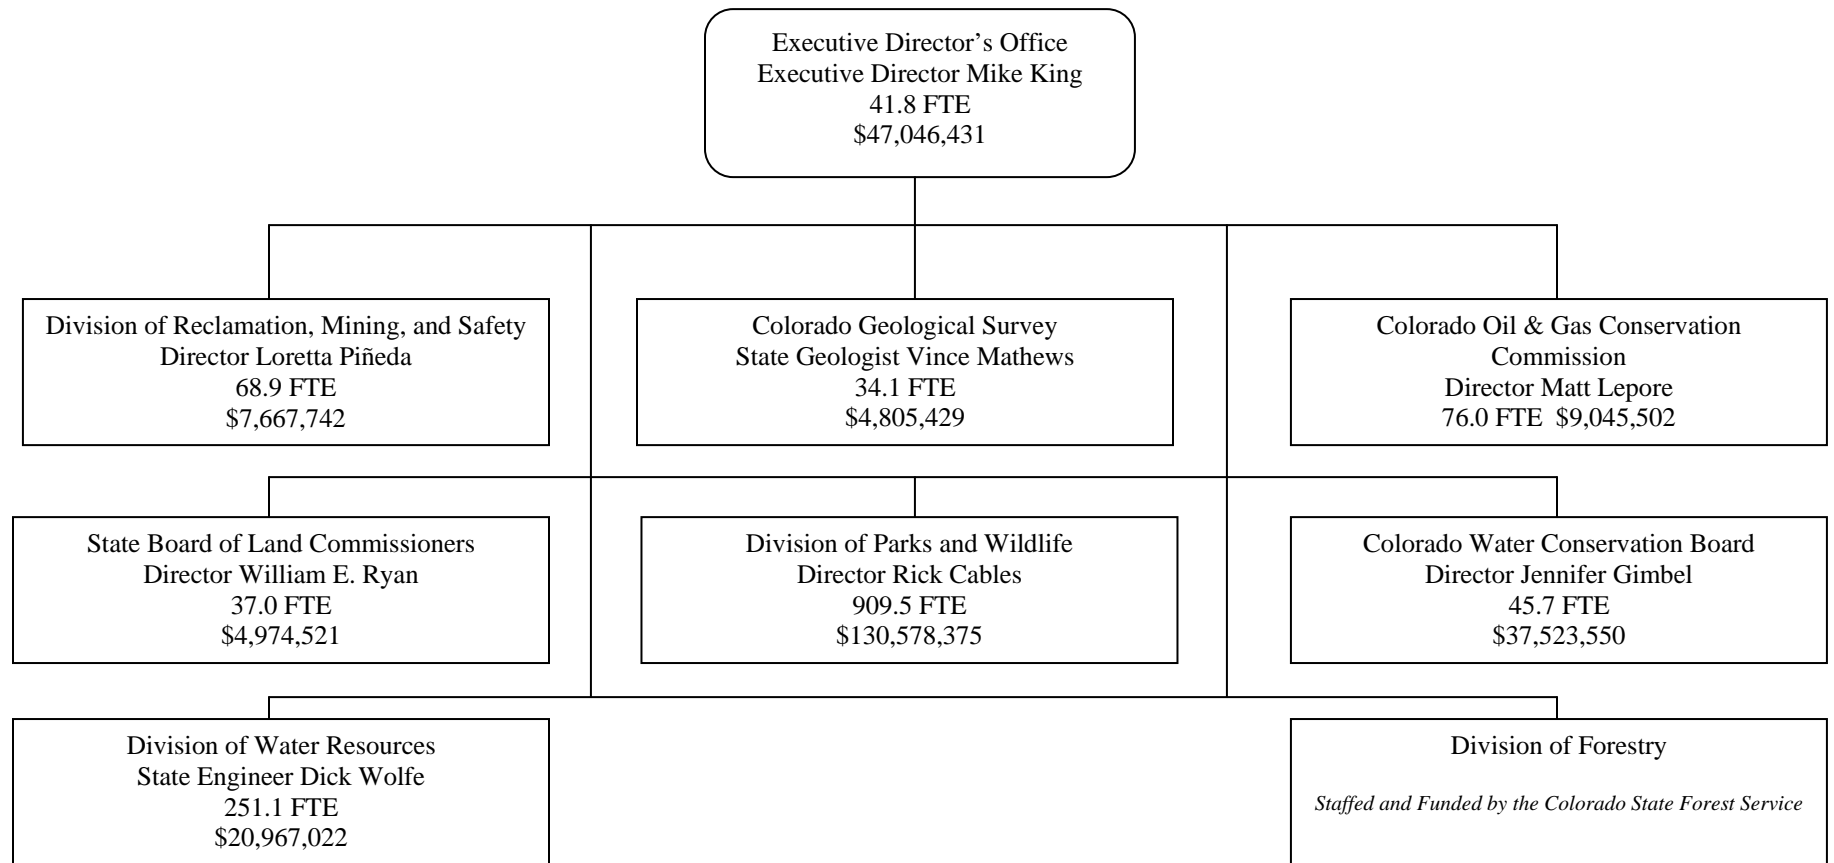 Executive Director’s Office
Executive Director Mike King
41.8 FTE
$47,046,431
Division of Reclamation, Mining, and Safety
Director Loretta Piñeda
68.9 FTE
$7,667,742
Colorado Geological Survey
State Geologist Vince Mathews
34.1 FTE
$4,805,429
Colorado Oil & Gas Conservation
Commission
Director Matt Lepore
76.0 FTE  $9,045,502
State Board of Land Commissioners
Director William E. Ryan
37.0 FTE
$4,974,521
Division of Parks and Wildlife
Director Rick Cables
909.5 FTE
$130,578,375
Colorado Water Conservation Board
Director Jennifer Gimbel
45.7 FTE
$37,523,550
Division of Water Resources
State Engineer Dick Wolfe
251.1 FTE
$20,967,022
Division of Forestry
Staffed and Funded by the Colorado State Forest Service